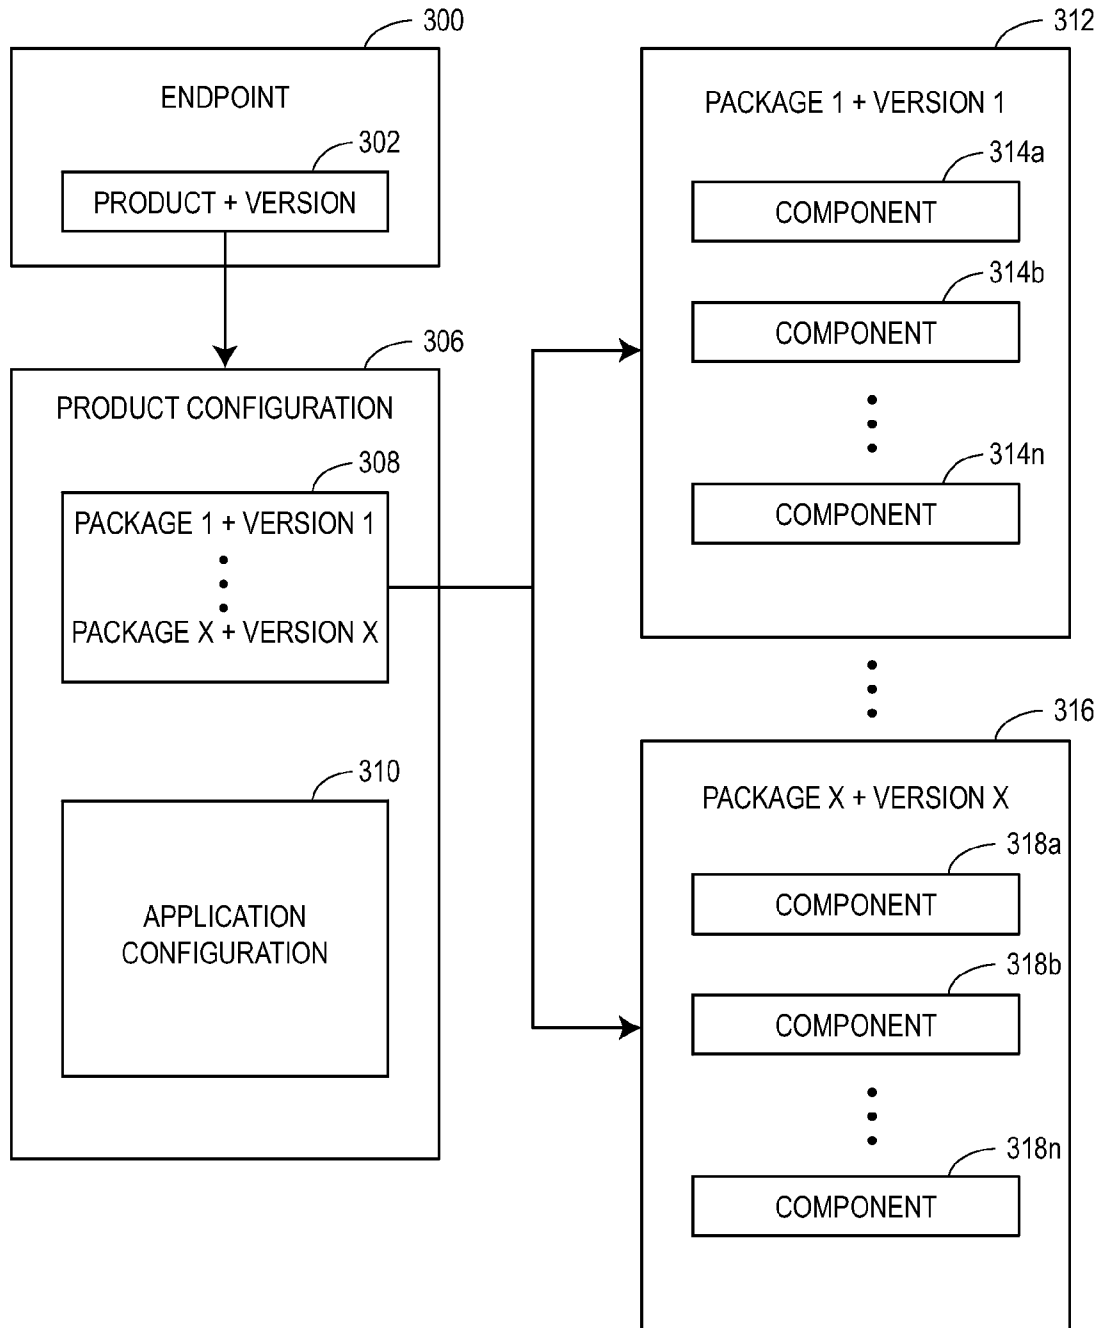 300
ENDPOINT
302
PRODUCT + VERSION
306
PRODUCT CONFIGURATION
308
PACKAGE 1 + VERSION 1
PACKAGE X + VERSION X
310
APPLICATION
CONFIGURATION
312
PACKAGE 1 + VERSION 1
314a
COMPONENT
314b
COMPONENT
314n
COMPONENT
316
PACKAGE X + VERSION X
318a
COMPONENT
318b
COMPONENT
318n
COMPONENT